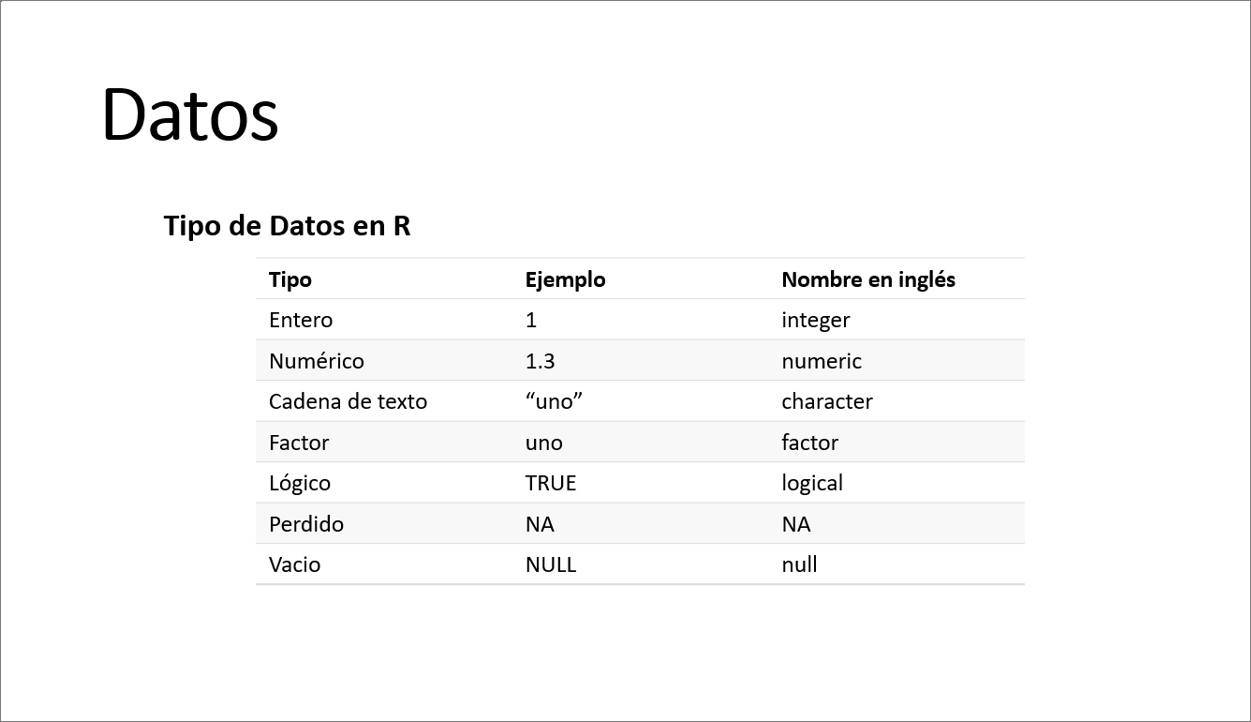 Datos
Tipo de Datos en R
Tipo Ejemplo Nombre en inglés
Entero 1 integer
Numérico 1.3 numeric
Cadena de texto “uno” character
Factor uno factor
Lógico TRUE logical
Perdido NA NA
Vacio NULL null